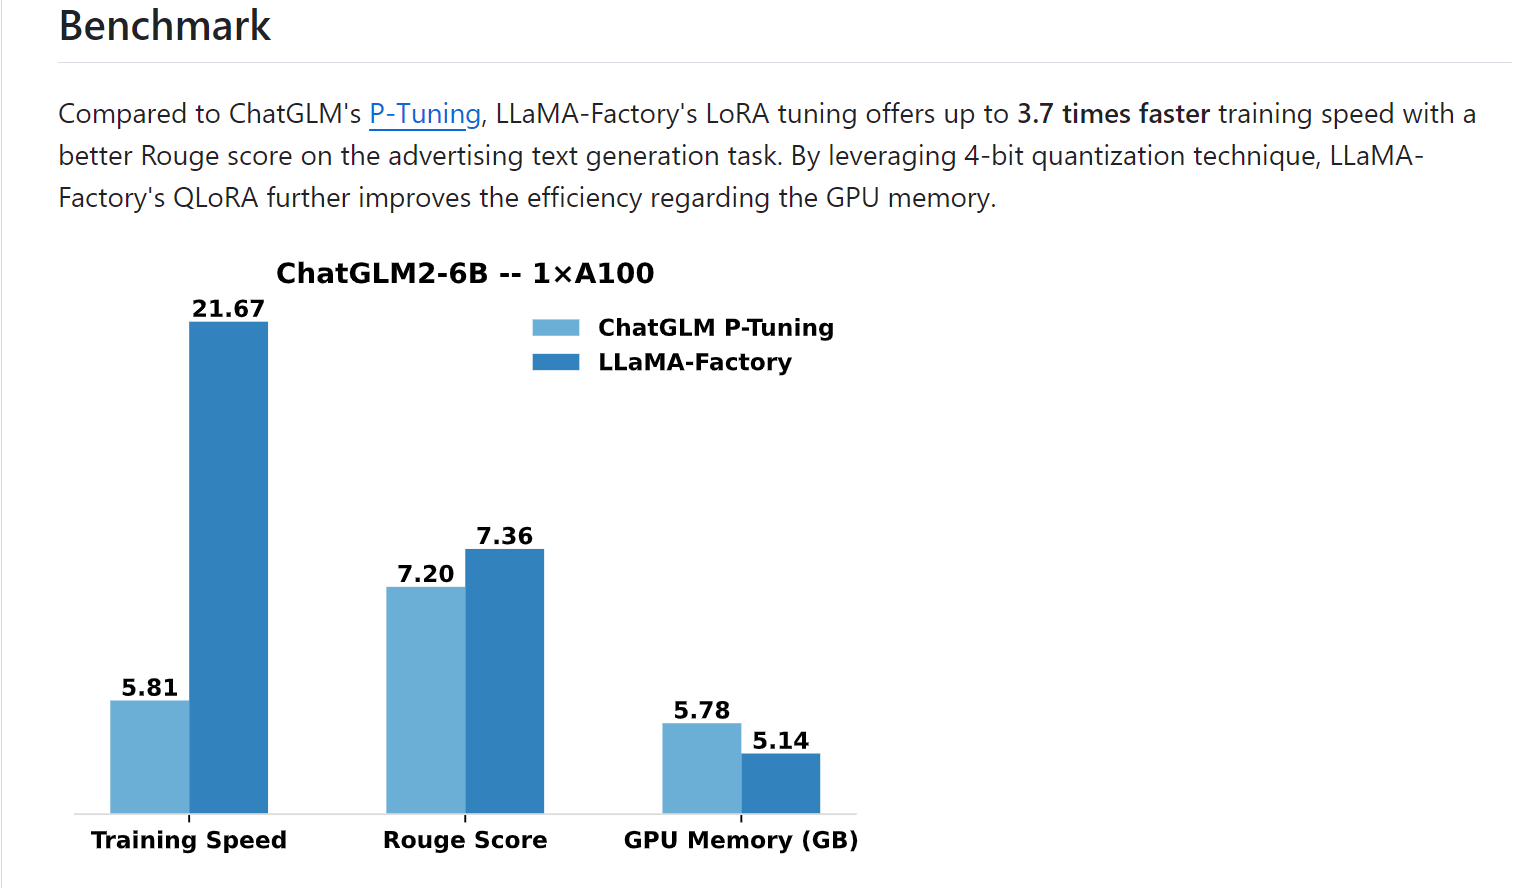 Benchmark
Compared to ChatGLM's P-Tuning, LLaMA-Factory's LoRA tuning offers up to 3.7 times faster training speed with a
better Rouge score on the advertising text generation task. By leveraging 4-bit quantization technique, LLaMA-
Factory's QLoRA further improves the efficiency regarding the GPU memory.
ChatGLM2-6B -- 1×A100
21.67
ChatGLM P-Tuning
LLaMA-Factory
7.36
7.20
5.81
5.78
5.14
Training Speed
Rouge Score
GPU Memory (GB)